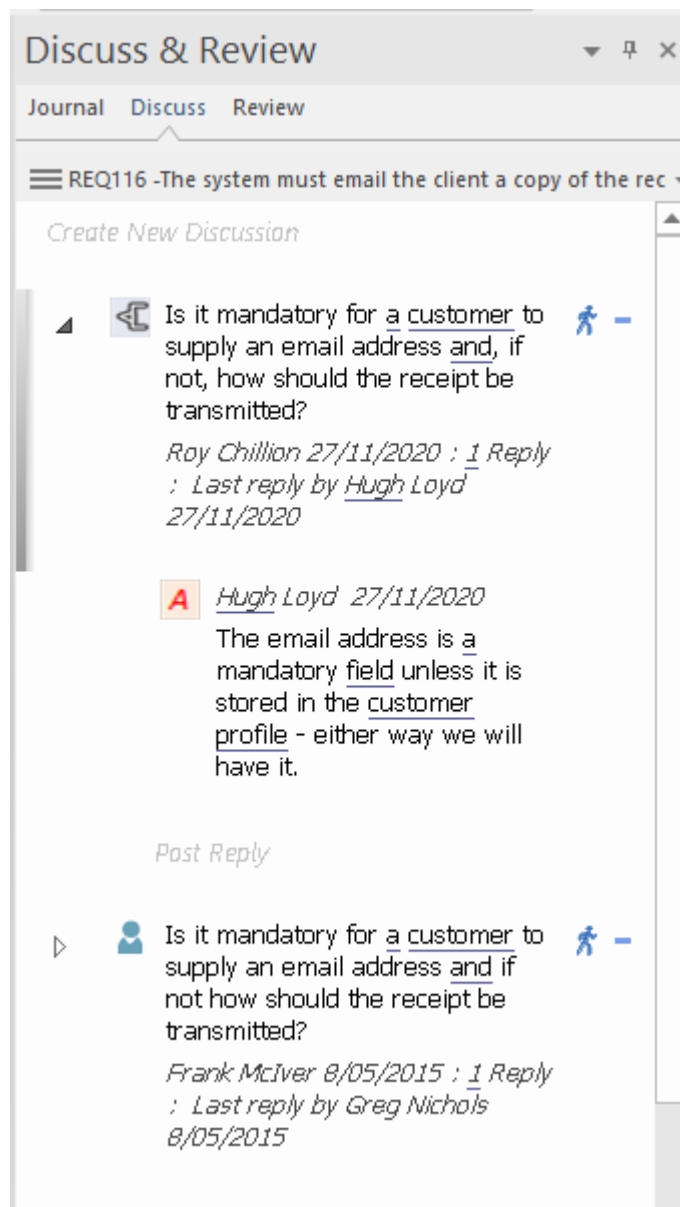 Discuss & Review
Journal Discuss Review
REQ116 -The system must email the client a copy of the rec
Create New Discussion
Is it mandatory for a customer to
supply an email address and, if
not, how should the receipt be
transmitted?
Roy Chillion 27/11/2020 : 1 Reply
: Last reply by Hugh Loyd
27/11/2020
A Hugh Loyd 27/11/2020
The email address is a
mandatory field unless it is
stored in the customer
profile - either way we will
have it.
Post Reply
Is it mandatory for a customer to
supply an email address and if
not how should the receipt be
transmitted?
Frank McIver 8/05/2015 : 1 Reply
: Last reply by Greg Nichols
8/05/2015